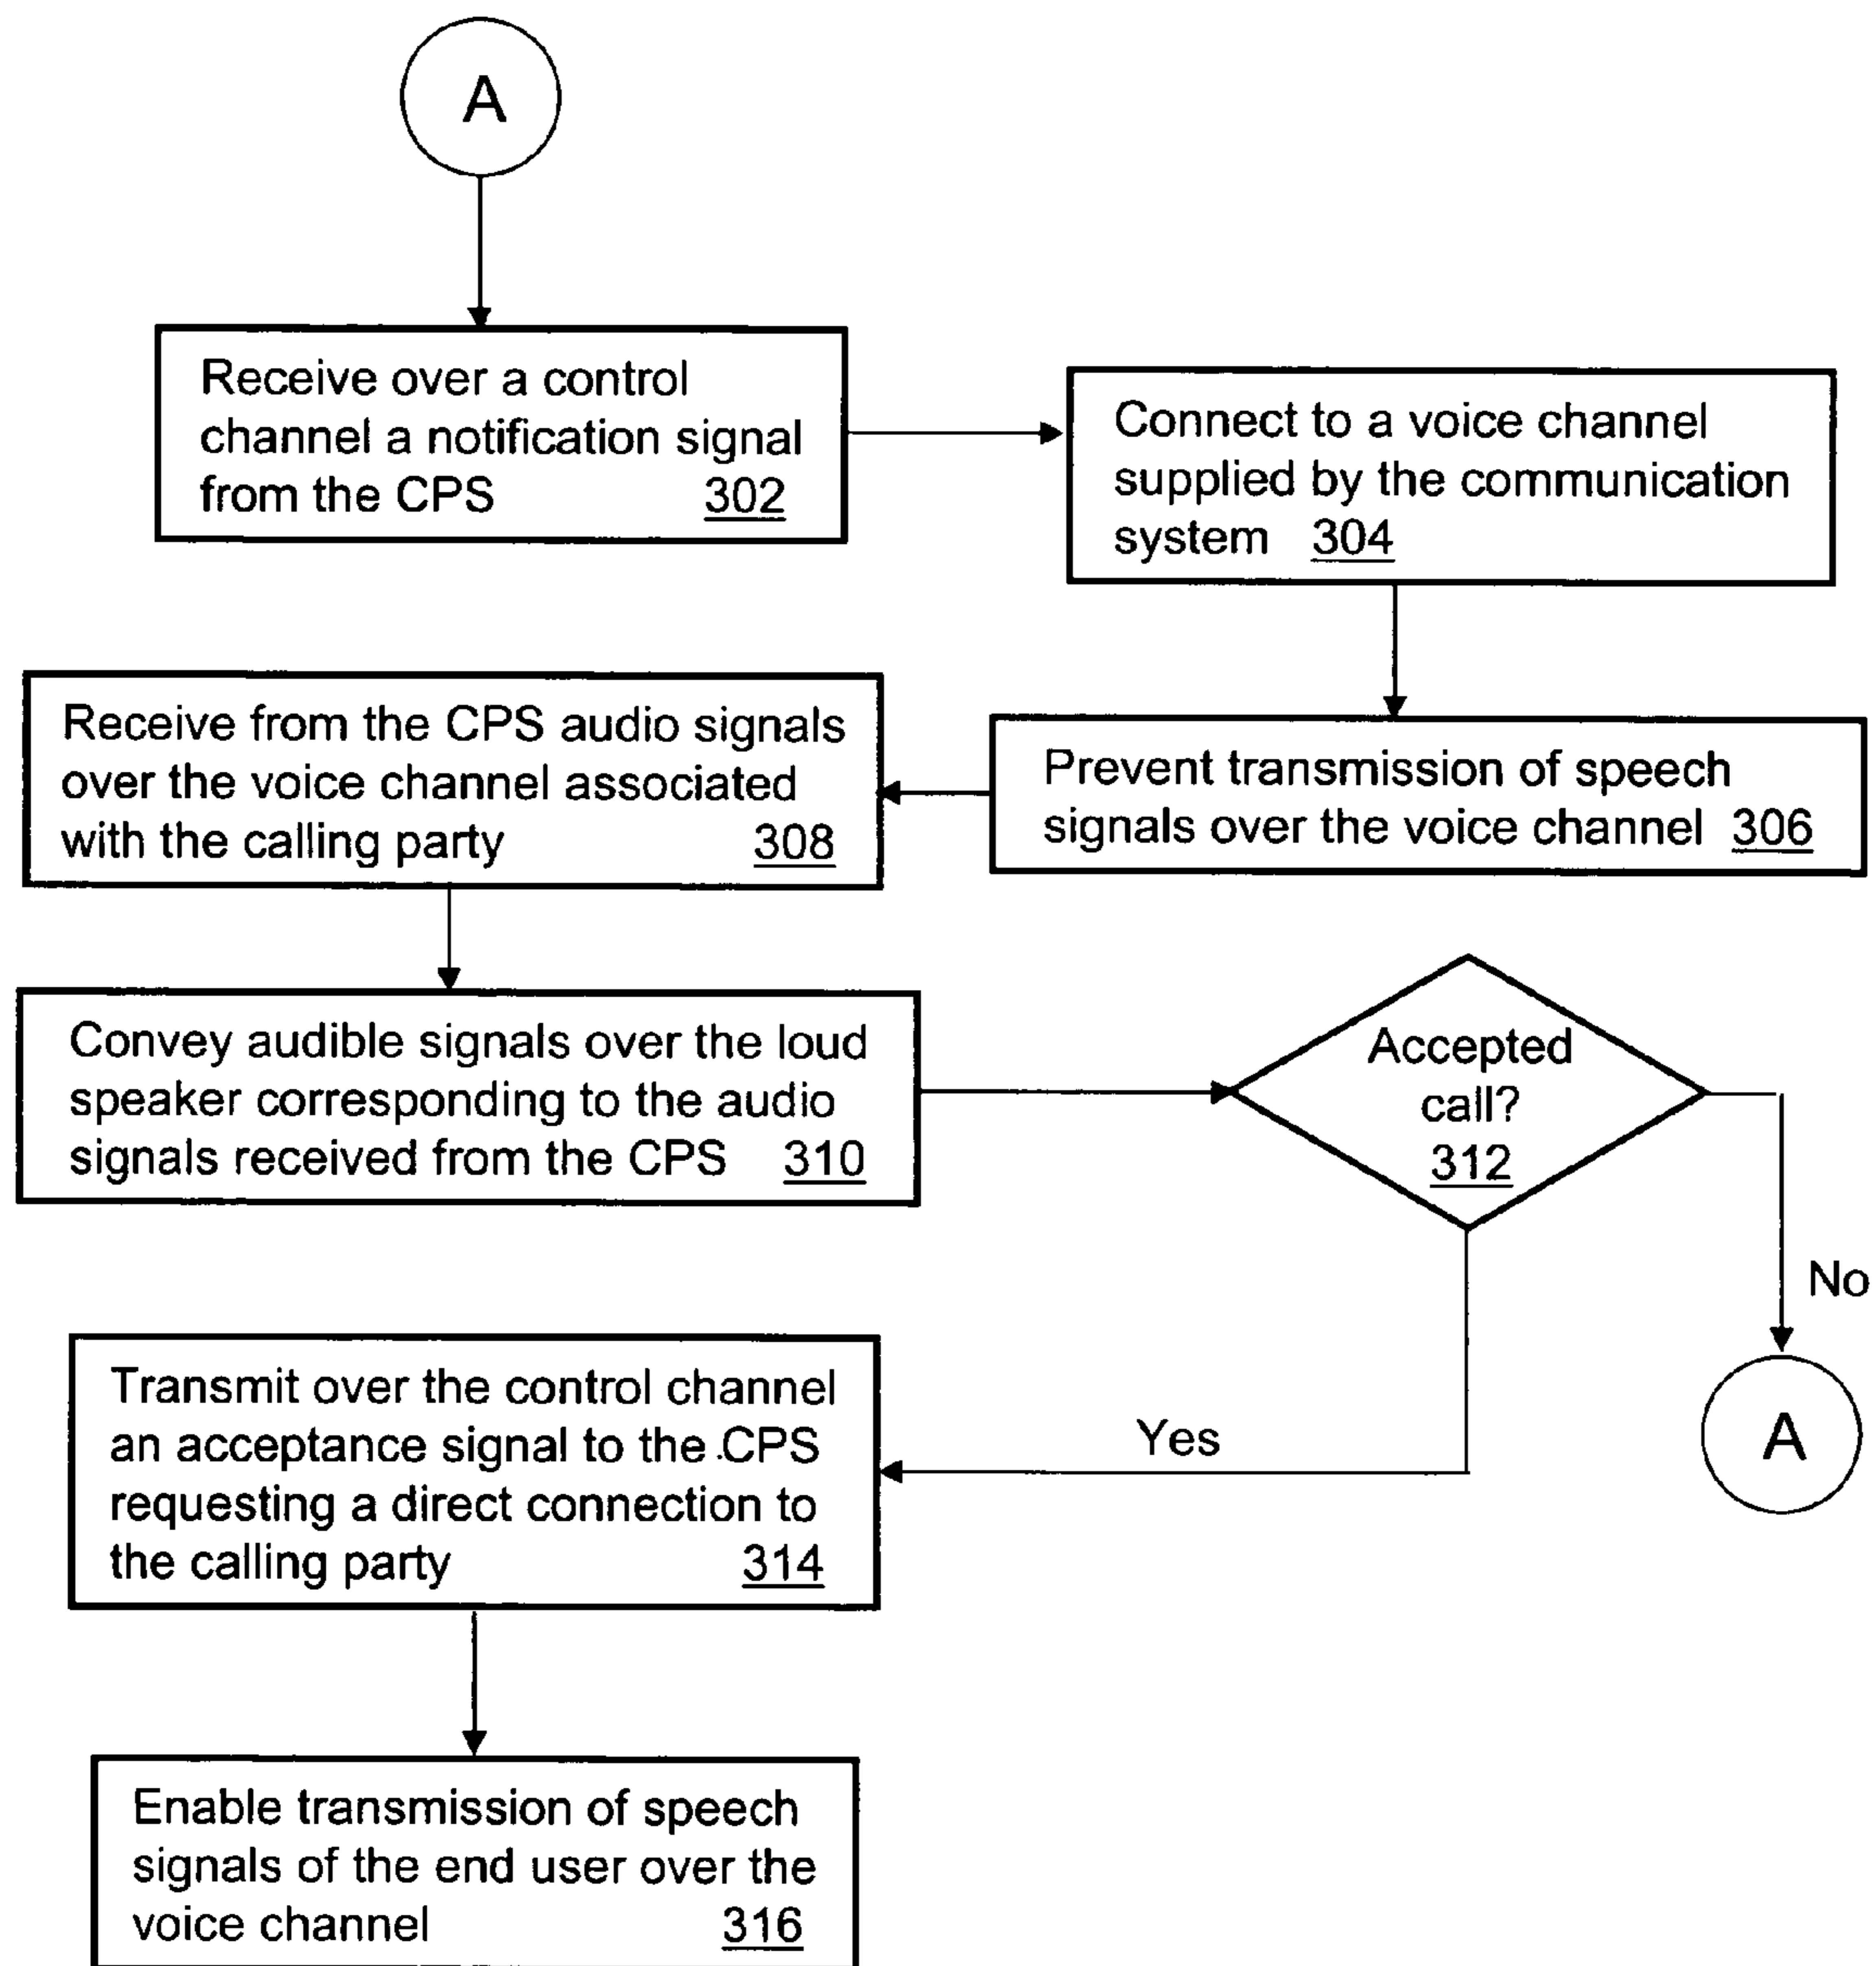 A
Receive over a control
channel a notification signal
from the CPS 302
Connect to a voice channel
supplied by the communication
system 304
Prevent transmission of speech
signals over the voice channel 306
Receive from the CPS audio signals
over the voice channel associated
with the calling party 308
Convey audible signals over the loud
speaker corresponding to the audio
signals received from the CPS 310
Accepted
call?
312
No
A
Yes
Transmit over the control channel
an acceptance signal to the CPS
requesting a direct connection to
the calling party 314
Enable transmission of speech
signals of the end user over the
voice channel 316